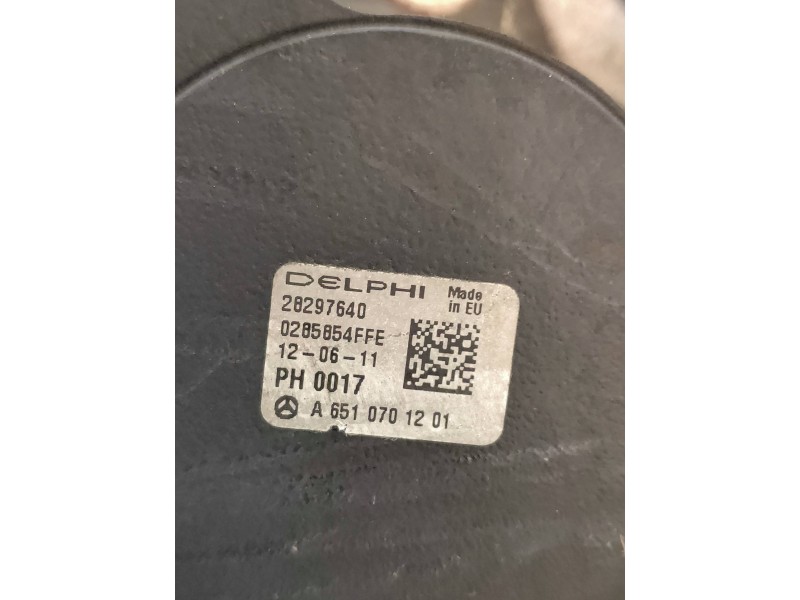 DELPHI
Made
in EU
28297640
0285854FFE
12-06-11
PH 0017
A 651 070 12 01